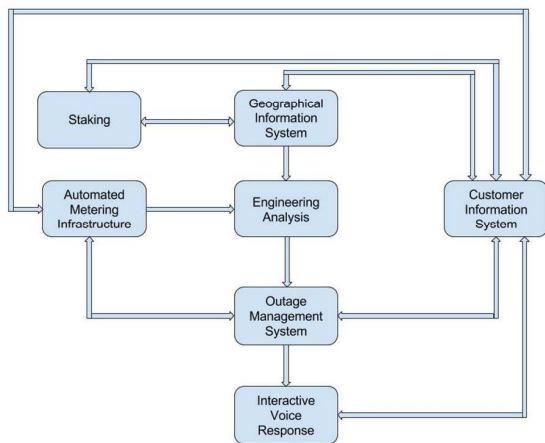 Staking
Geographical
Information
System
Automated
Metering
Infrastructure
Engineering
Analysis
Customer
Information
System
Outage
Management
System
Interactive
Voice
Response